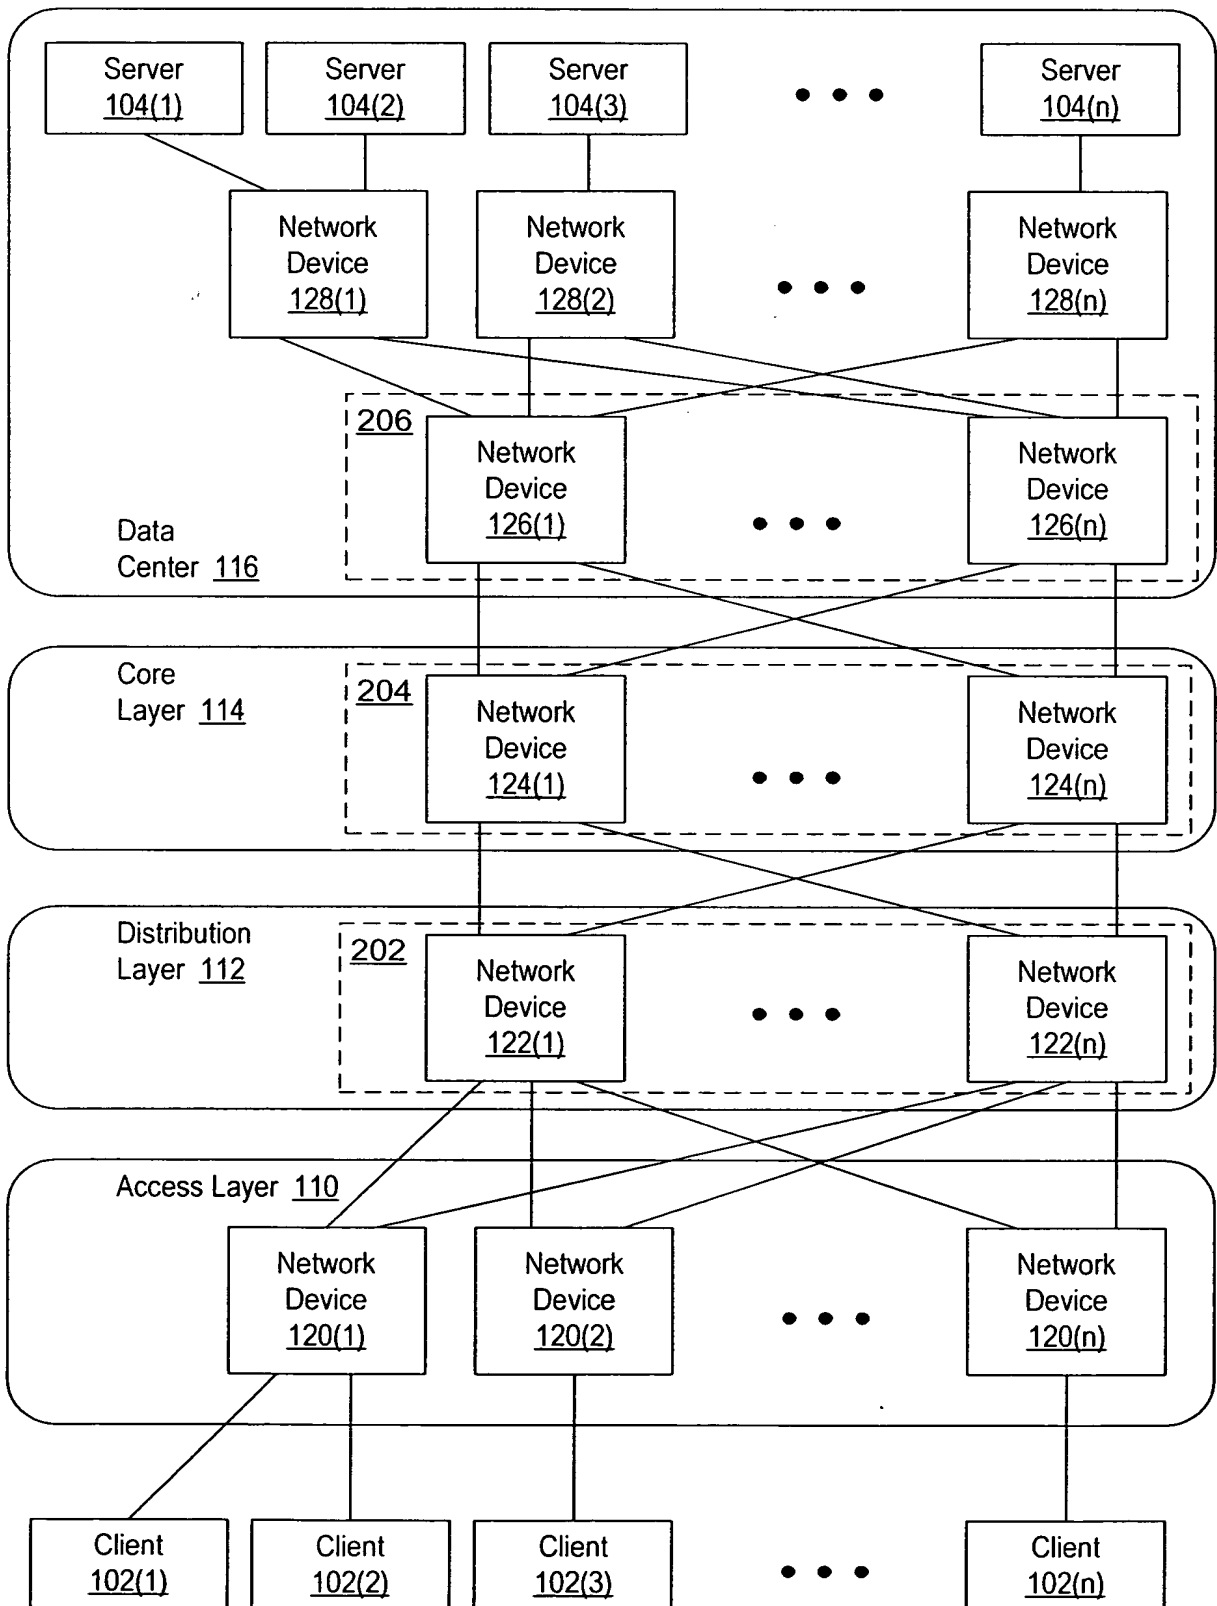 Server
104(1)
Server
104(2)
Server
104(3)
Server
104(n)
Network
Device
128(1)
Network
Device
128(2)
Network
Device
128(n)
206
Network
Device
126(1)
Network
Device
126(n)
Data
Center 116
Core
Layer 114
204
Network
Device
124(1)
Network
Device
124(n)
Distribution
Layer 112
202
Network
Device
122(1)
Network
Device
122(n)
Access Layer 110
Network
Device
120(1)
Network
Device
120(2)
Network
Device
120(n)
Client
102(1)
Client
102(2)
Client
102(3)
Client
102(n)